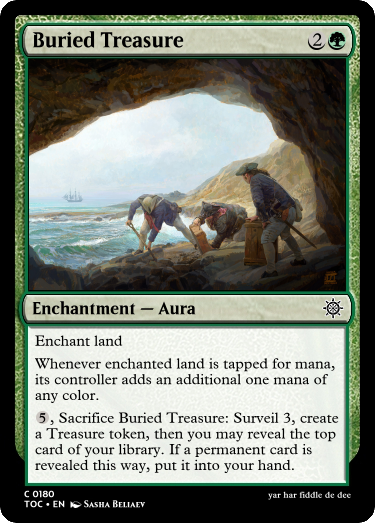 Buried Treasure 2
Enchantment — Aura
Enchant land
Whenever enchanted land is tapped for mana,
its controller adds an additional one mana of
any color.
5, Sacrifice Buried Treasure: Surveil 3, create
a Treasure token, then you may reveal the top
card of your library. If a permanent card is
revealed this way, put it into your hand.
C 0180
TOC • EN Sasha Beliaev yar har fiddle de dee